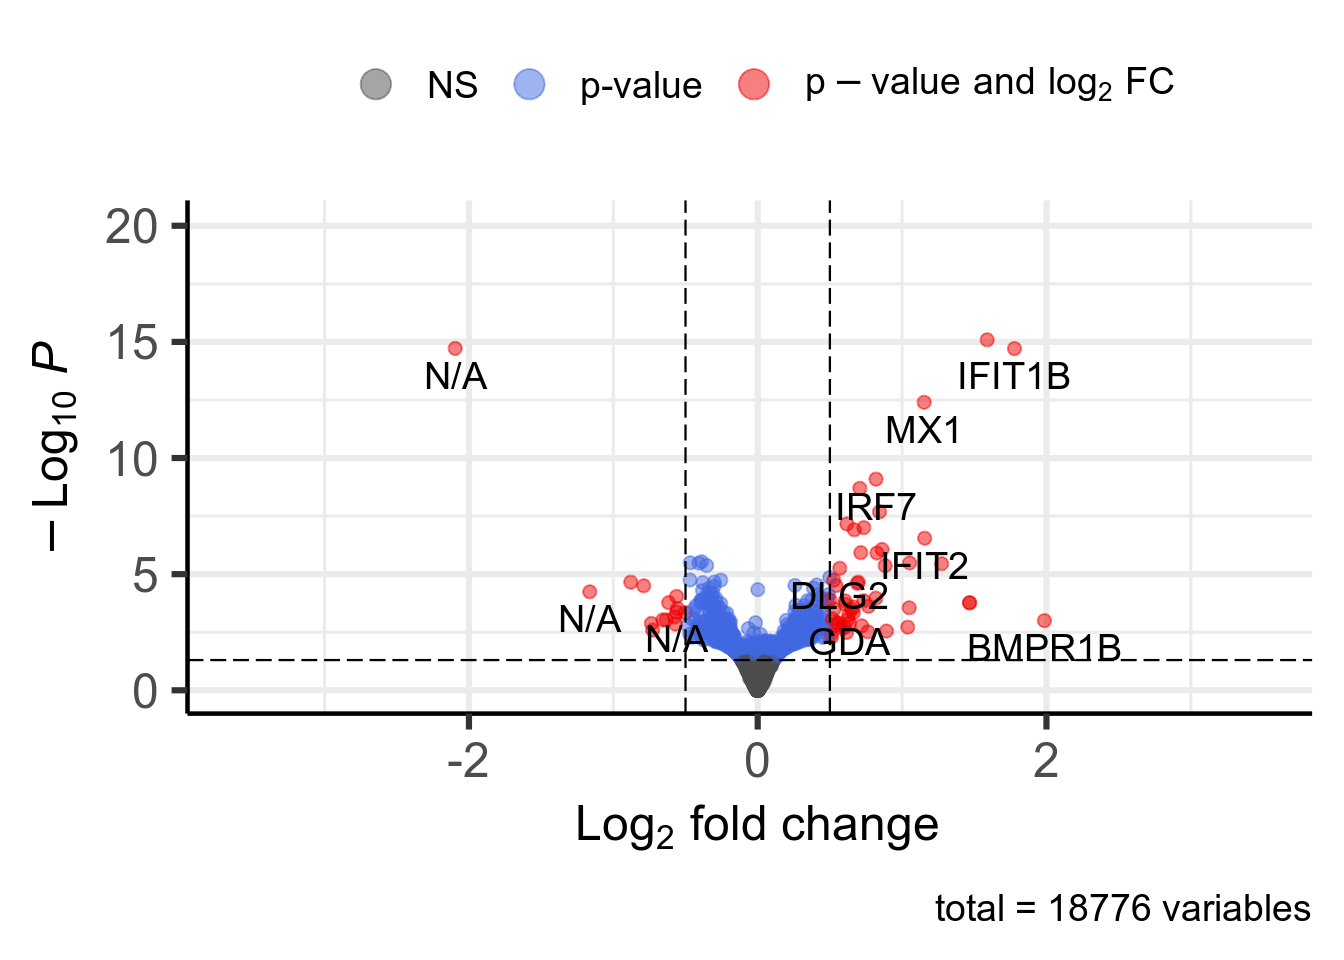 NS p-value p − value and log₂ FC
20
15
10
5
0
− Log₁₀ P
N/A
IFIT1B
MX1
IRF7
IFIT2
DLG2
N/A
N/A
GDA
BMPR1B
-2 0 2
Log₂ fold change
total = 18776 variables